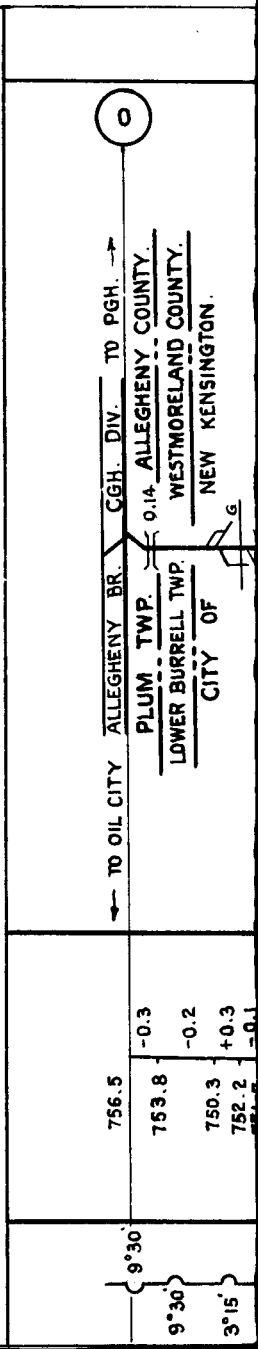 0
← TO OIL CITY ALLEGHENY BR. CGH. DIV. TO PGH. →
0.14
PLUM TWP. ALLEGHENY COUNTY.
LOWER BURRELL TWP. WESTMORELAND COUNTY.
CITY OF NEW KENSINGTON.
G
756.5
-0.3
753.8
-0.2
750.3
+0.3
752.2
-0.1
9°30'
9°30'
3°15'